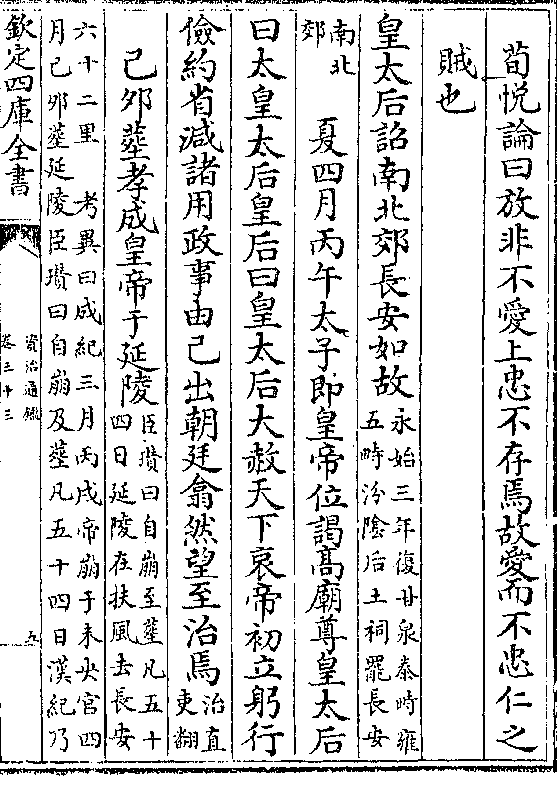 荀悅論曰放非不愛上忠不存焉故愛而不忠仁之
賊也
皇太后詔南北郊長安如故永始三年復甘泉泰畤雍
五畤汾陰后土祠罷長安
南北
郊
夏四月丙午太子即皇帝位謁高廟尊皇太后
曰太皇太后皇后曰皇太后大赦天下哀帝初立躬行
儉約省減諸用政事由己出朝廷翕然望至治焉治直
吏翻
己夘塟孝成皇帝于延陵臣瓚曰自崩至塟凡五十
四日延陵在扶風去長安
六十二里 考異曰成紀三月丙戌帝崩于未央宫四
月己夘塟延陵臣瓚曰自崩及塟凡五十四日漢紀乃
欽定四庫全書
資治通鑑
卷三十三
九